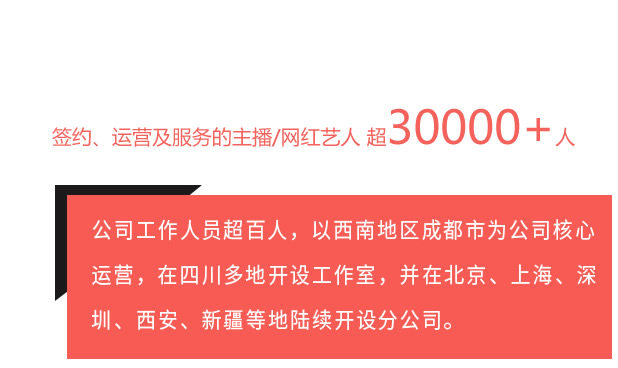 签约、运营及服务的主播/网红艺人 超30000+人
公司工作人员超百人，以西南地区成都市为公司核心
运营，在四川多地开设工作室，并在北京、上海、深
圳、西安、新疆等地陆续开设分公司。